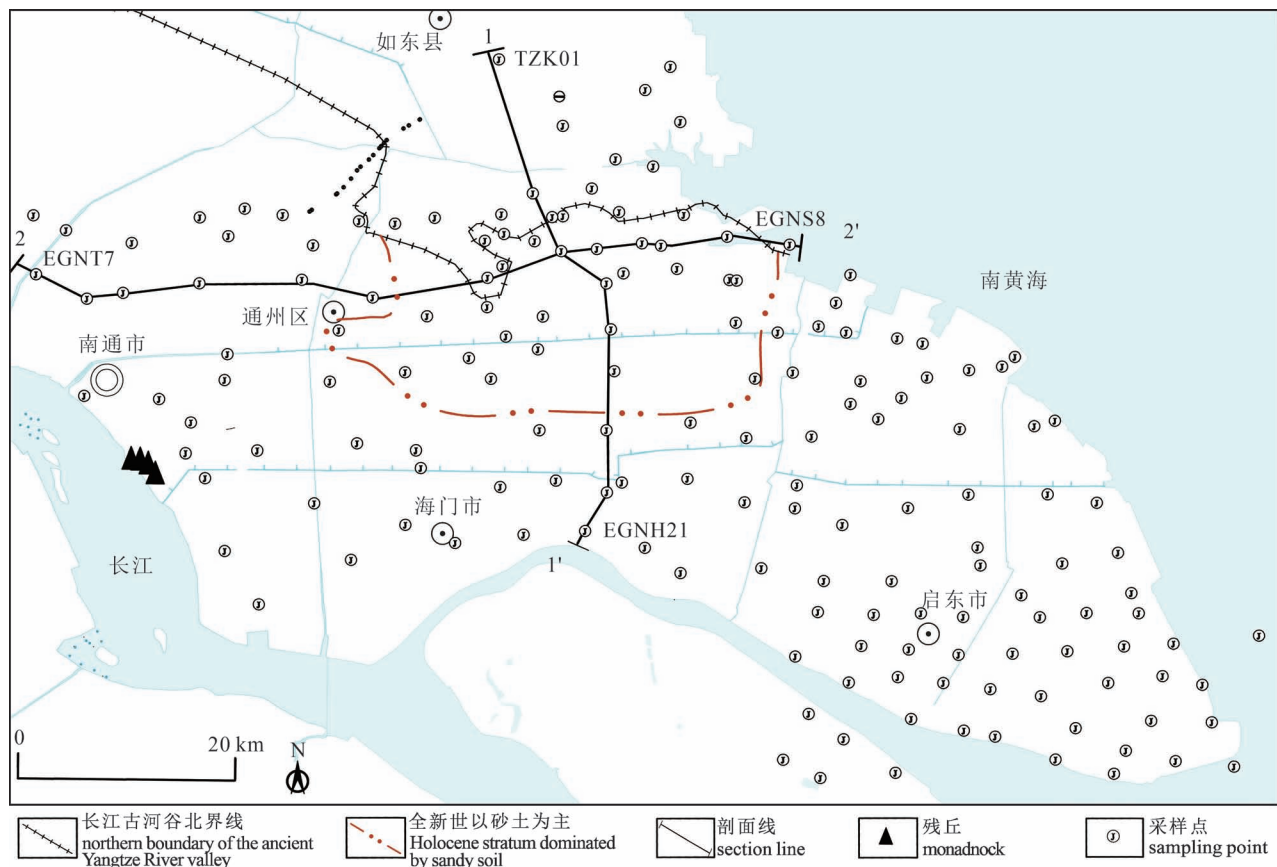 如东县
1
TZK01
EGNS8
2'
2
EGNT7
南黄海
通州区
南通市
海门市
EGNH21
1'
长江
启东市
0
20 km
N
长江古河谷北界线
northern boundary of the ancient
Yangtze River valley
全新世以砂土为主
Holocene stratum dominated
by sandy soil
剖面线
section line
残丘
monadnock
采样点
sampling point